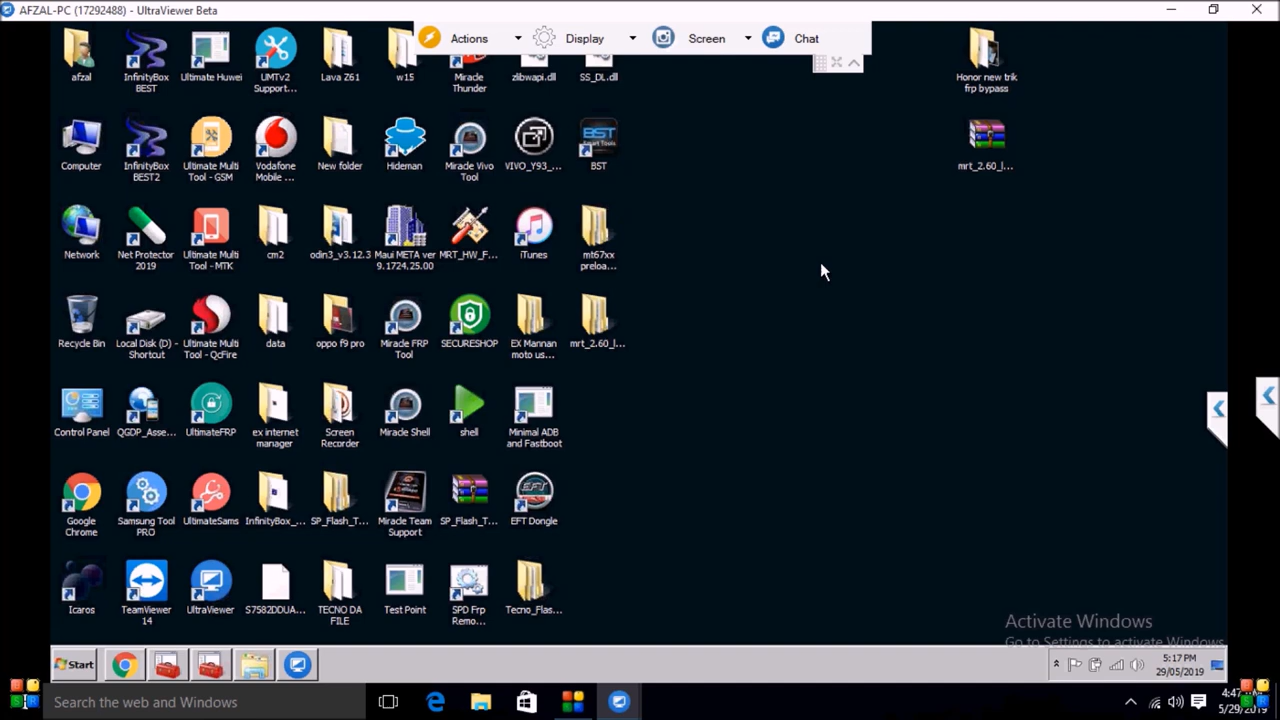 AFZAL-PC (17292488) - UltraViewer Beta
Actions Display Screen Chat
afzal
InfinityBox BEST
Ultimate Huwei
UMTv2 Support...
Lava Z61
w15
Miracle Thunder
zlibwapi.dll
SS_DL.dll
Honor new trik frp bypass
Computer
InfinityBox BEST2
Ultimate Multi Tool - GSM
Vodafone Mobile ...
New folder
Hideman
Miracle Vivo Tool
VIVO_Y93_...
BST
mrt_2.60_l...
Network
Net Protector 2019
Ultimate Multi Tool - MTK
cm2
odin3_v3.12.3
Maui META ver 9.1724.25.00
MRT_HW_F...
iTunes
mt67xx preloa...
Recycle Bin
Local Disk (D) - Shortcut
Ultimate Multi Tool - QcFire
data
oppo f9 pro
Miracle FRP Tool
SECURESHOP
EX Mannan moto us...
mrt_2.60_l...
Control Panel
QGDP_Asse...
UltimateFRP
ex internet manager
Screen Recorder
Miracle Shell
shell
Minimal ADB and Fastboot
Google Chrome
Samsung Tool PRO
UltimateSams
InfinityBox_...
SP_Flash_T...
Miracle Team Support
SP_Flash_T...
EFT Dongle
Icaros
TeamViewer 14
UltraViewer
S7582DDUA...
TECNO DA FILE
Test Point
SPD Frp Remo...
Tecno_Flas...
Activate Windows
Go to Settings to activate Windows
Start
5:17 PM
29/05/2019
Search the web and Windows
4:47
5/29/2019